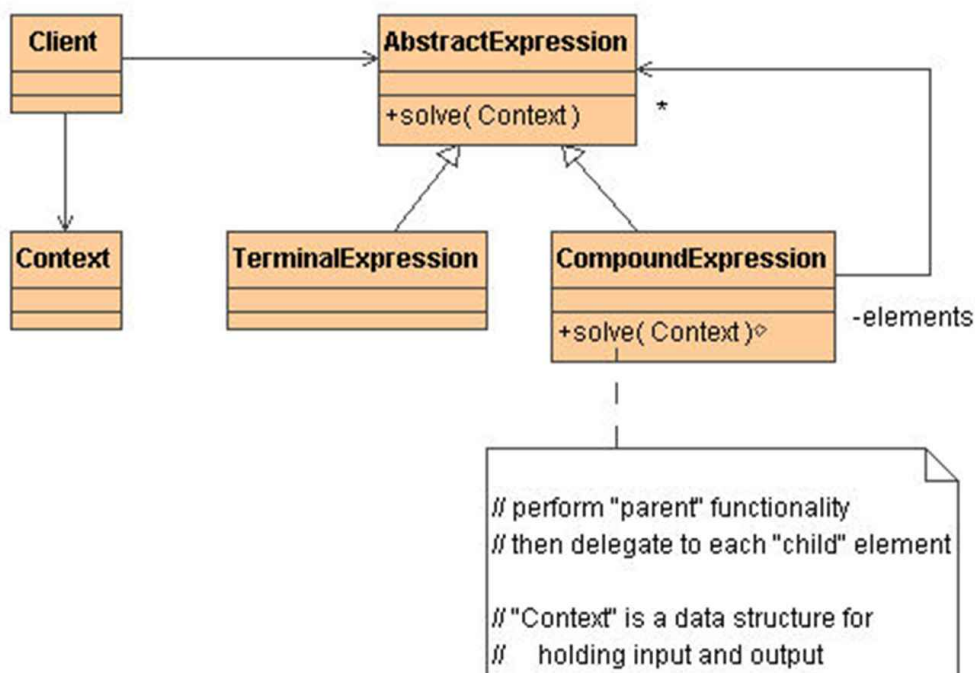 Client
AbstractExpression
+solve( Context )
*
Context
TerminalExpression
CompoundExpression
+solve( Context )
-elements
// perform "parent" functionality
// then delegate to each "child" element
// "Context" is a data structure for
// holding input and output